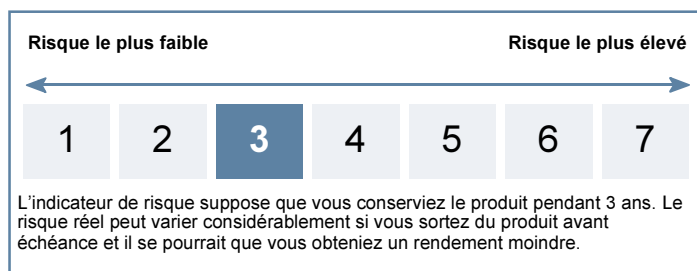 Risque le plus faible Risque le plus élevé
1 2 3 4 5 6 7
L'indicateur de risque suppose que vous conserviez le produit pendant 3 ans. Le
risque réel peut varier considérablement si vous sortez du produit avant
échéance et il se pourrait que vous obteniez un rendement moindre.